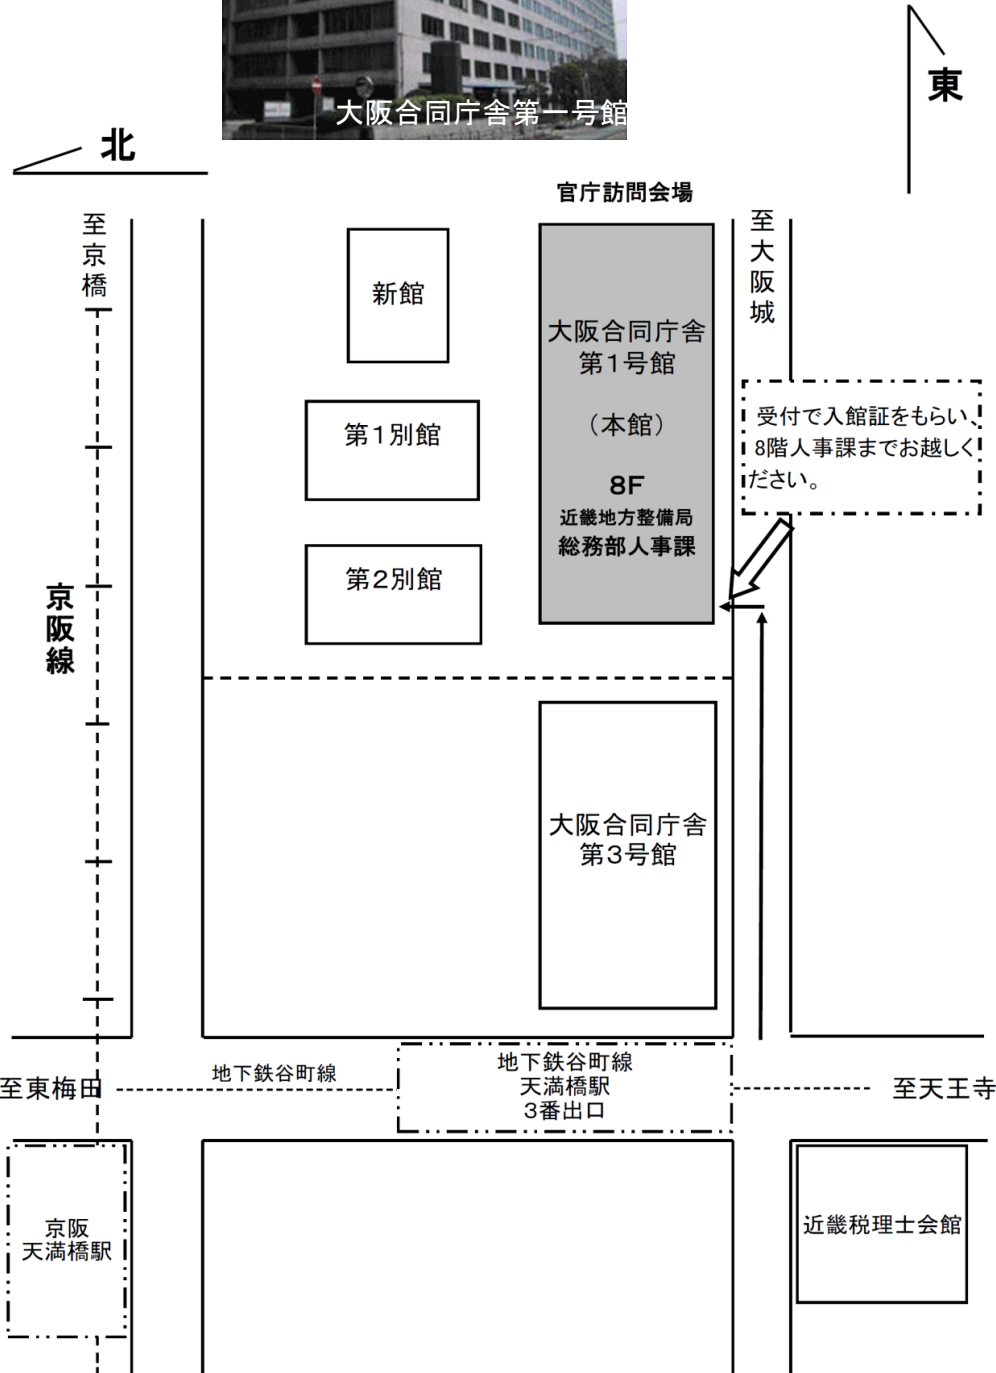 大阪合同庁舎第一号館
東
北
官庁訪問会場
至京橋
至大阪城
新館
大阪合同庁舎
第1号館
（本館）
8F
近畿地方整備局
総務部人事課
受付で入館証をもらい、
8階人事課までお越しく
ださい。
第1別館
第2別館
京阪線
大阪合同庁舎
第3号館
至東梅田
地下鉄谷町線
地下鉄谷町線
天満橋駅
3番出口
至天王寺
京阪
天満橋駅
近畿税理士会館